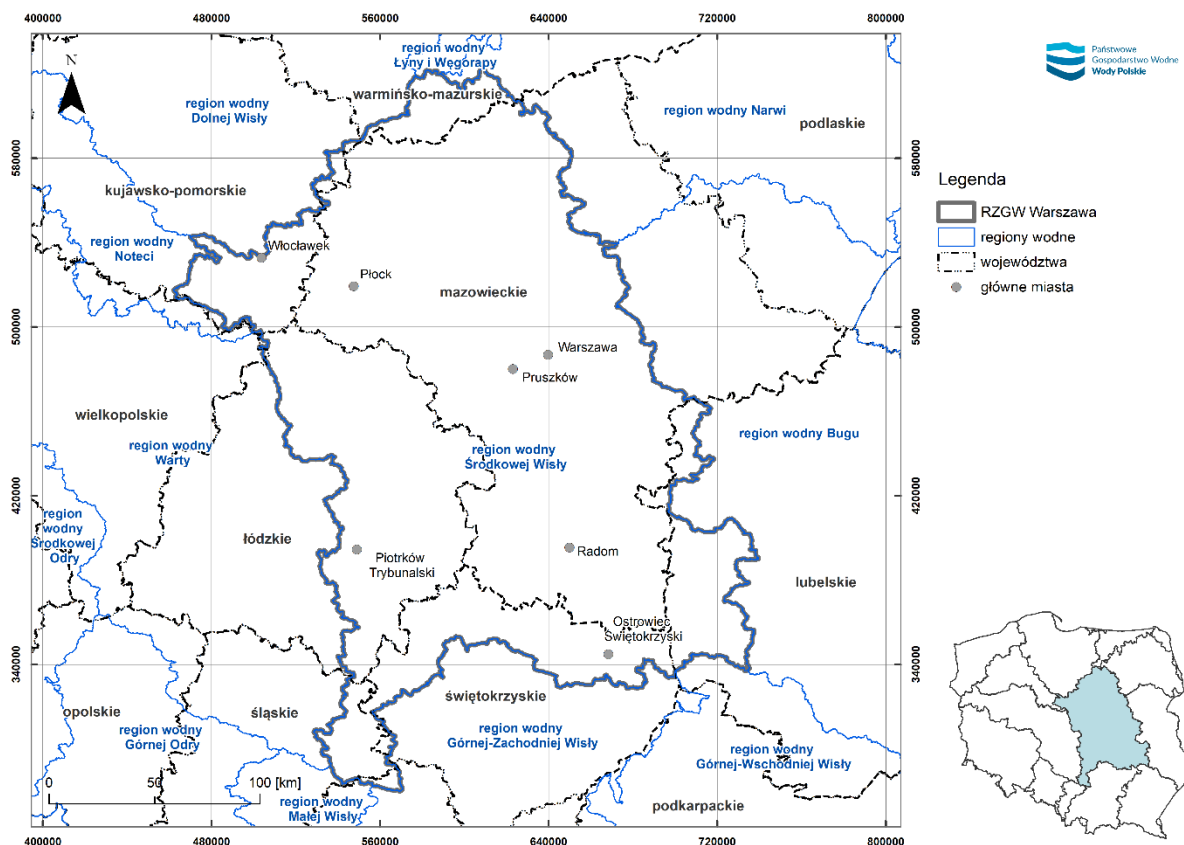 400000 480000 560000 640000 720000 800000
N
region wodny
Łyny i Węgorapy
warmińsko-mazurskie
region
wodny
Dolnej Wisły
region wodny Narwi
podlaskie
580000
580000
kujawsko-pomorskie
region
wodny
Noteci
Włocławek
Płock
mazowieckie
500000
500000
Warszawa
Pruszków
wielkopolskie
region
wodny
Warty
region
wodny
Środkowej Wisły
region wodny Bugu
420000
420000
region
wodny
Środkowej
Odry
łódzkie
Piotrków
Trybunalski
Radom
lubelskie
Ostrowiec
Świętokrzyski
340000
340000
opolskie
śląskie
świętokrzyskie
region
wodny
Górnej Odry
region wodny
Górnej-Zachodniej Wisły
region wodny
Górnej-Wschodniej Wisły
0 50 100 [km]
region
wodny
Małej Wisły
podkarpackie
400000 480000 560000 640000 720000 800000
Państwowe
Gospodarstwo Wodne
Wody Polskie
Legenda
RZGW Warszawa
regiony wodne
województwa
główne miasta